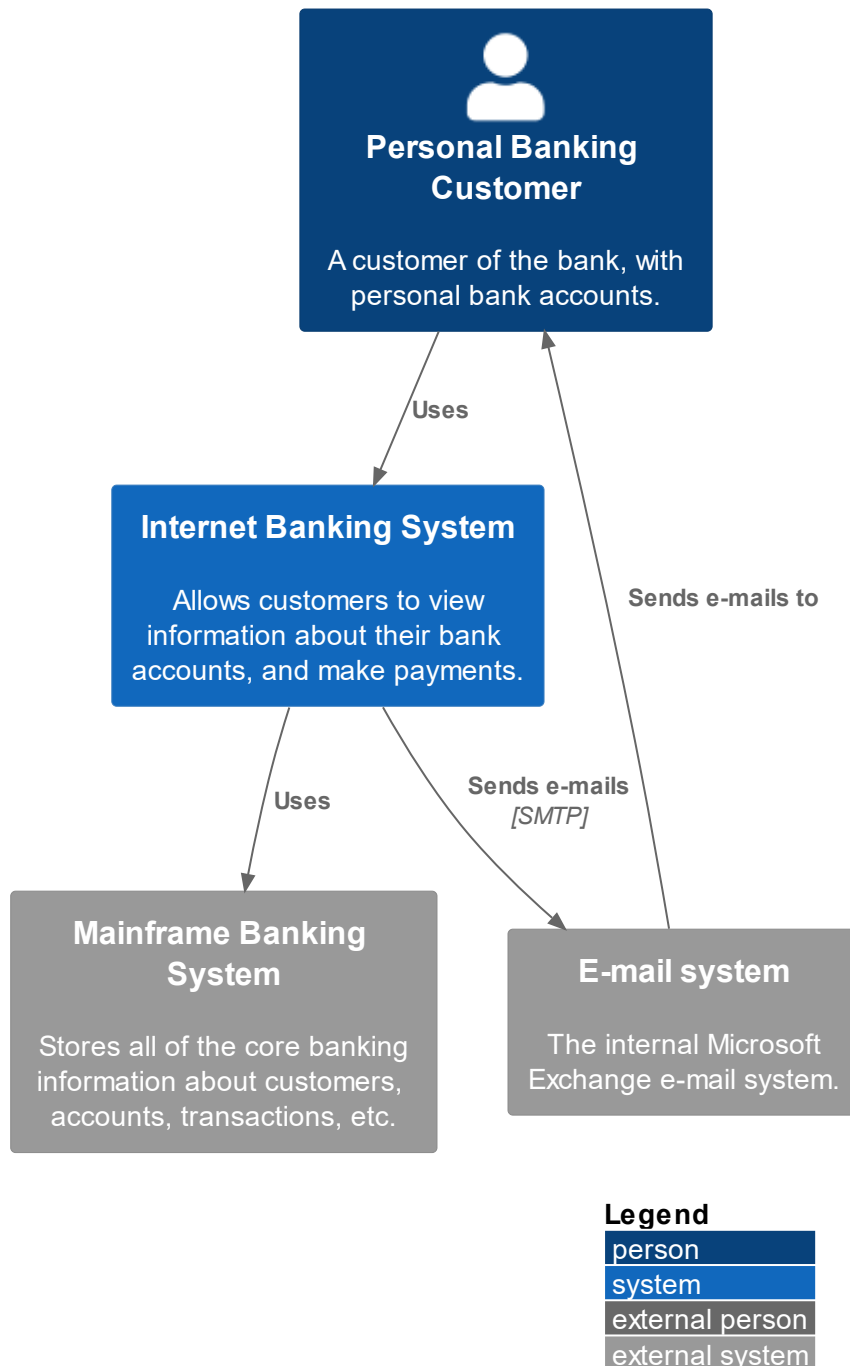 Personal Banking
Customer
A customer of the bank, with
personal bank accounts.
Uses
Internet Banking System
Allows customers to view
information about their bank
accounts, and make payments.
Sends e-mails to
Uses
Sends e-mails
[SMTP]
Mainframe Banking
System
Stores all of the core banking
information about customers,
accounts, transactions, etc.
E-mail system
The internal Microsoft
Exchange e-mail system.
Legend
person
system
external person
external system